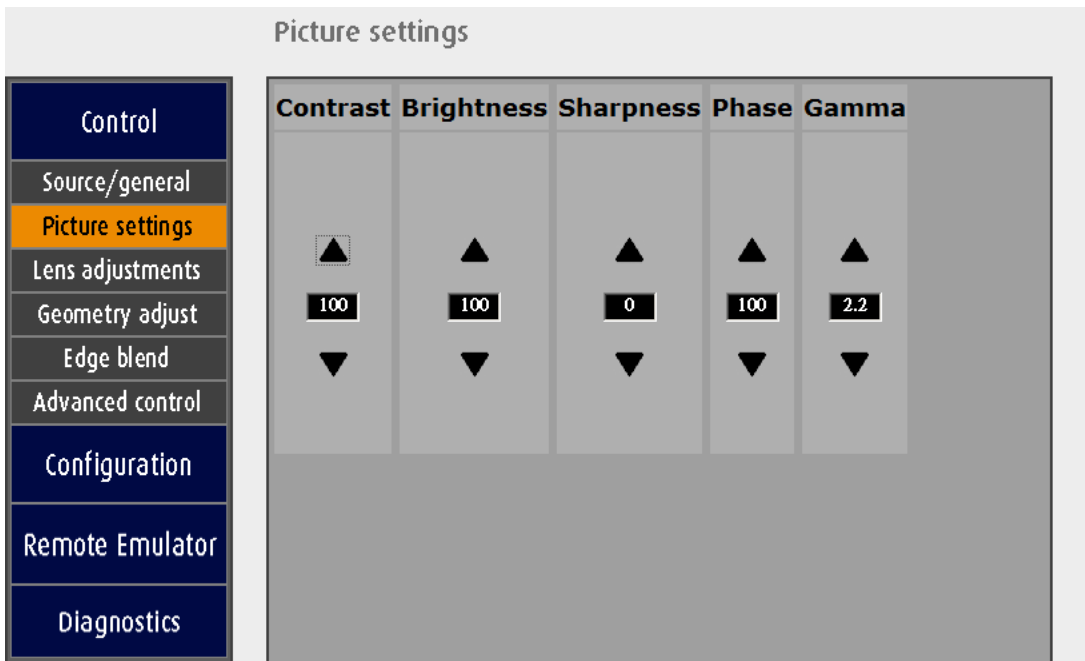 Picture settings
Control
Source/general
Picture settings
Lens adjustments
Geometry adjust
Edge blend
Advanced control
Configuration
Remote Emulator
Diagnostics
Contrast Brightness Sharpness Phase Gamma
100 100 0 100 2.2